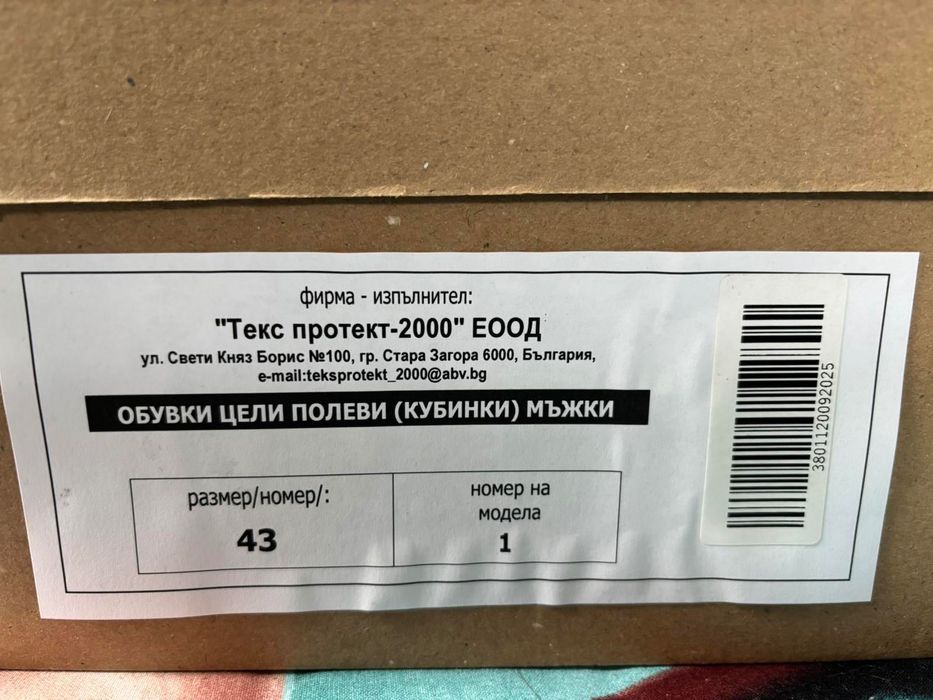 фирма - изпълнител:
"Текс протект-2000" ЕООД
ул. Свети Княз Борис №100, гр. Стара Загора 6000, България,
e-mail:teksprotekt_2000@abv.bg
ОБУВКИ ЦЕЛИ ПОЛЕВИ (КУБИНКИ) МЪЖКИ
размер/номер/:
43
номер на
модела
1
3801120092025